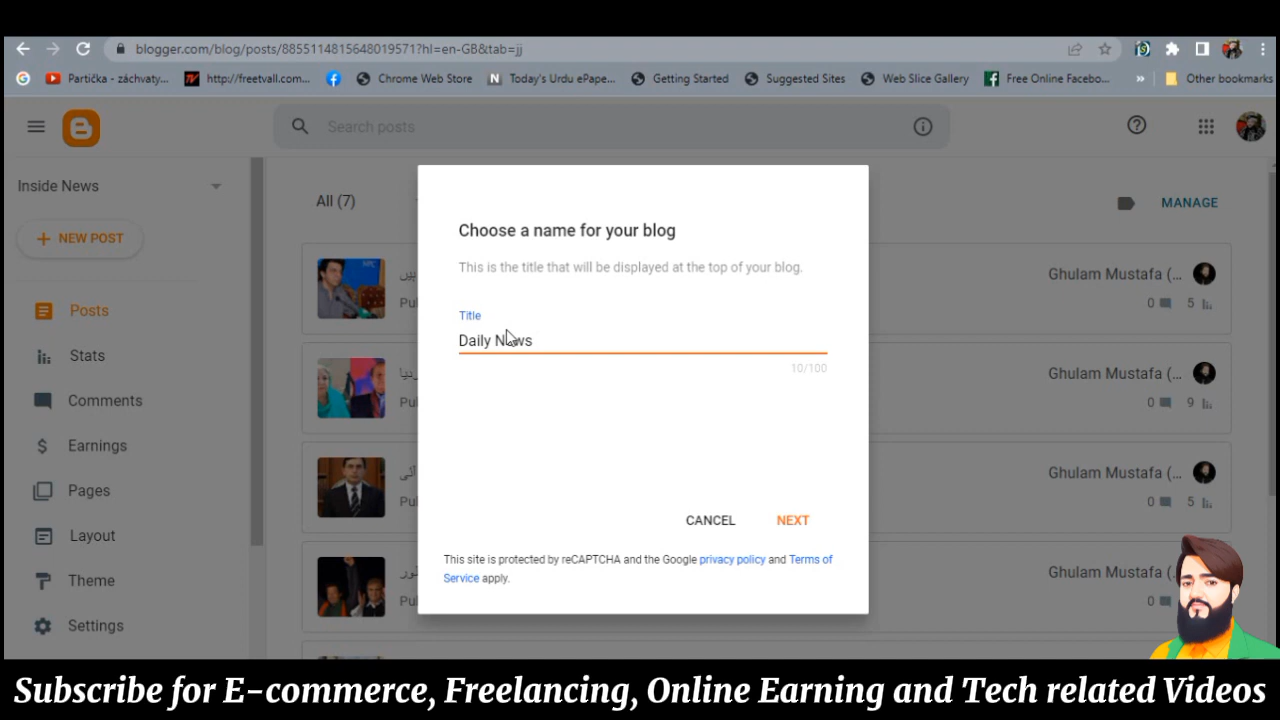 blogger.com/blog/posts/8855114815648019571?hl=en-GB&tab=jj
Partička - záchvaty... http://freetvall.com... Chrome Web Store Today's Urdu ePape... Getting Started Suggested Sites Web Slice Gallery Free Online Facebo... » Other bookmarks
Search posts
Inside News
All (7)
MANAGE
NEW POST
Choose a name for your blog
This is the title that will be displayed at the top of your blog.
Title
Daily News
10/100
Posts
Stats
Comments
Earnings
Pages
Layout
Theme
Settings
Ghulam Mustafa (...
0 5
Ghulam Mustafa (...
0 9
Ghulam Mustafa (...
0 5
Ghulam Mustafa (...
0
CANCEL NEXT
This site is protected by reCAPTCHA and the Google privacy policy and Terms of
Service apply.
Subscribe for E-commerce, Freelancing, Online Earning and Tech related Videos